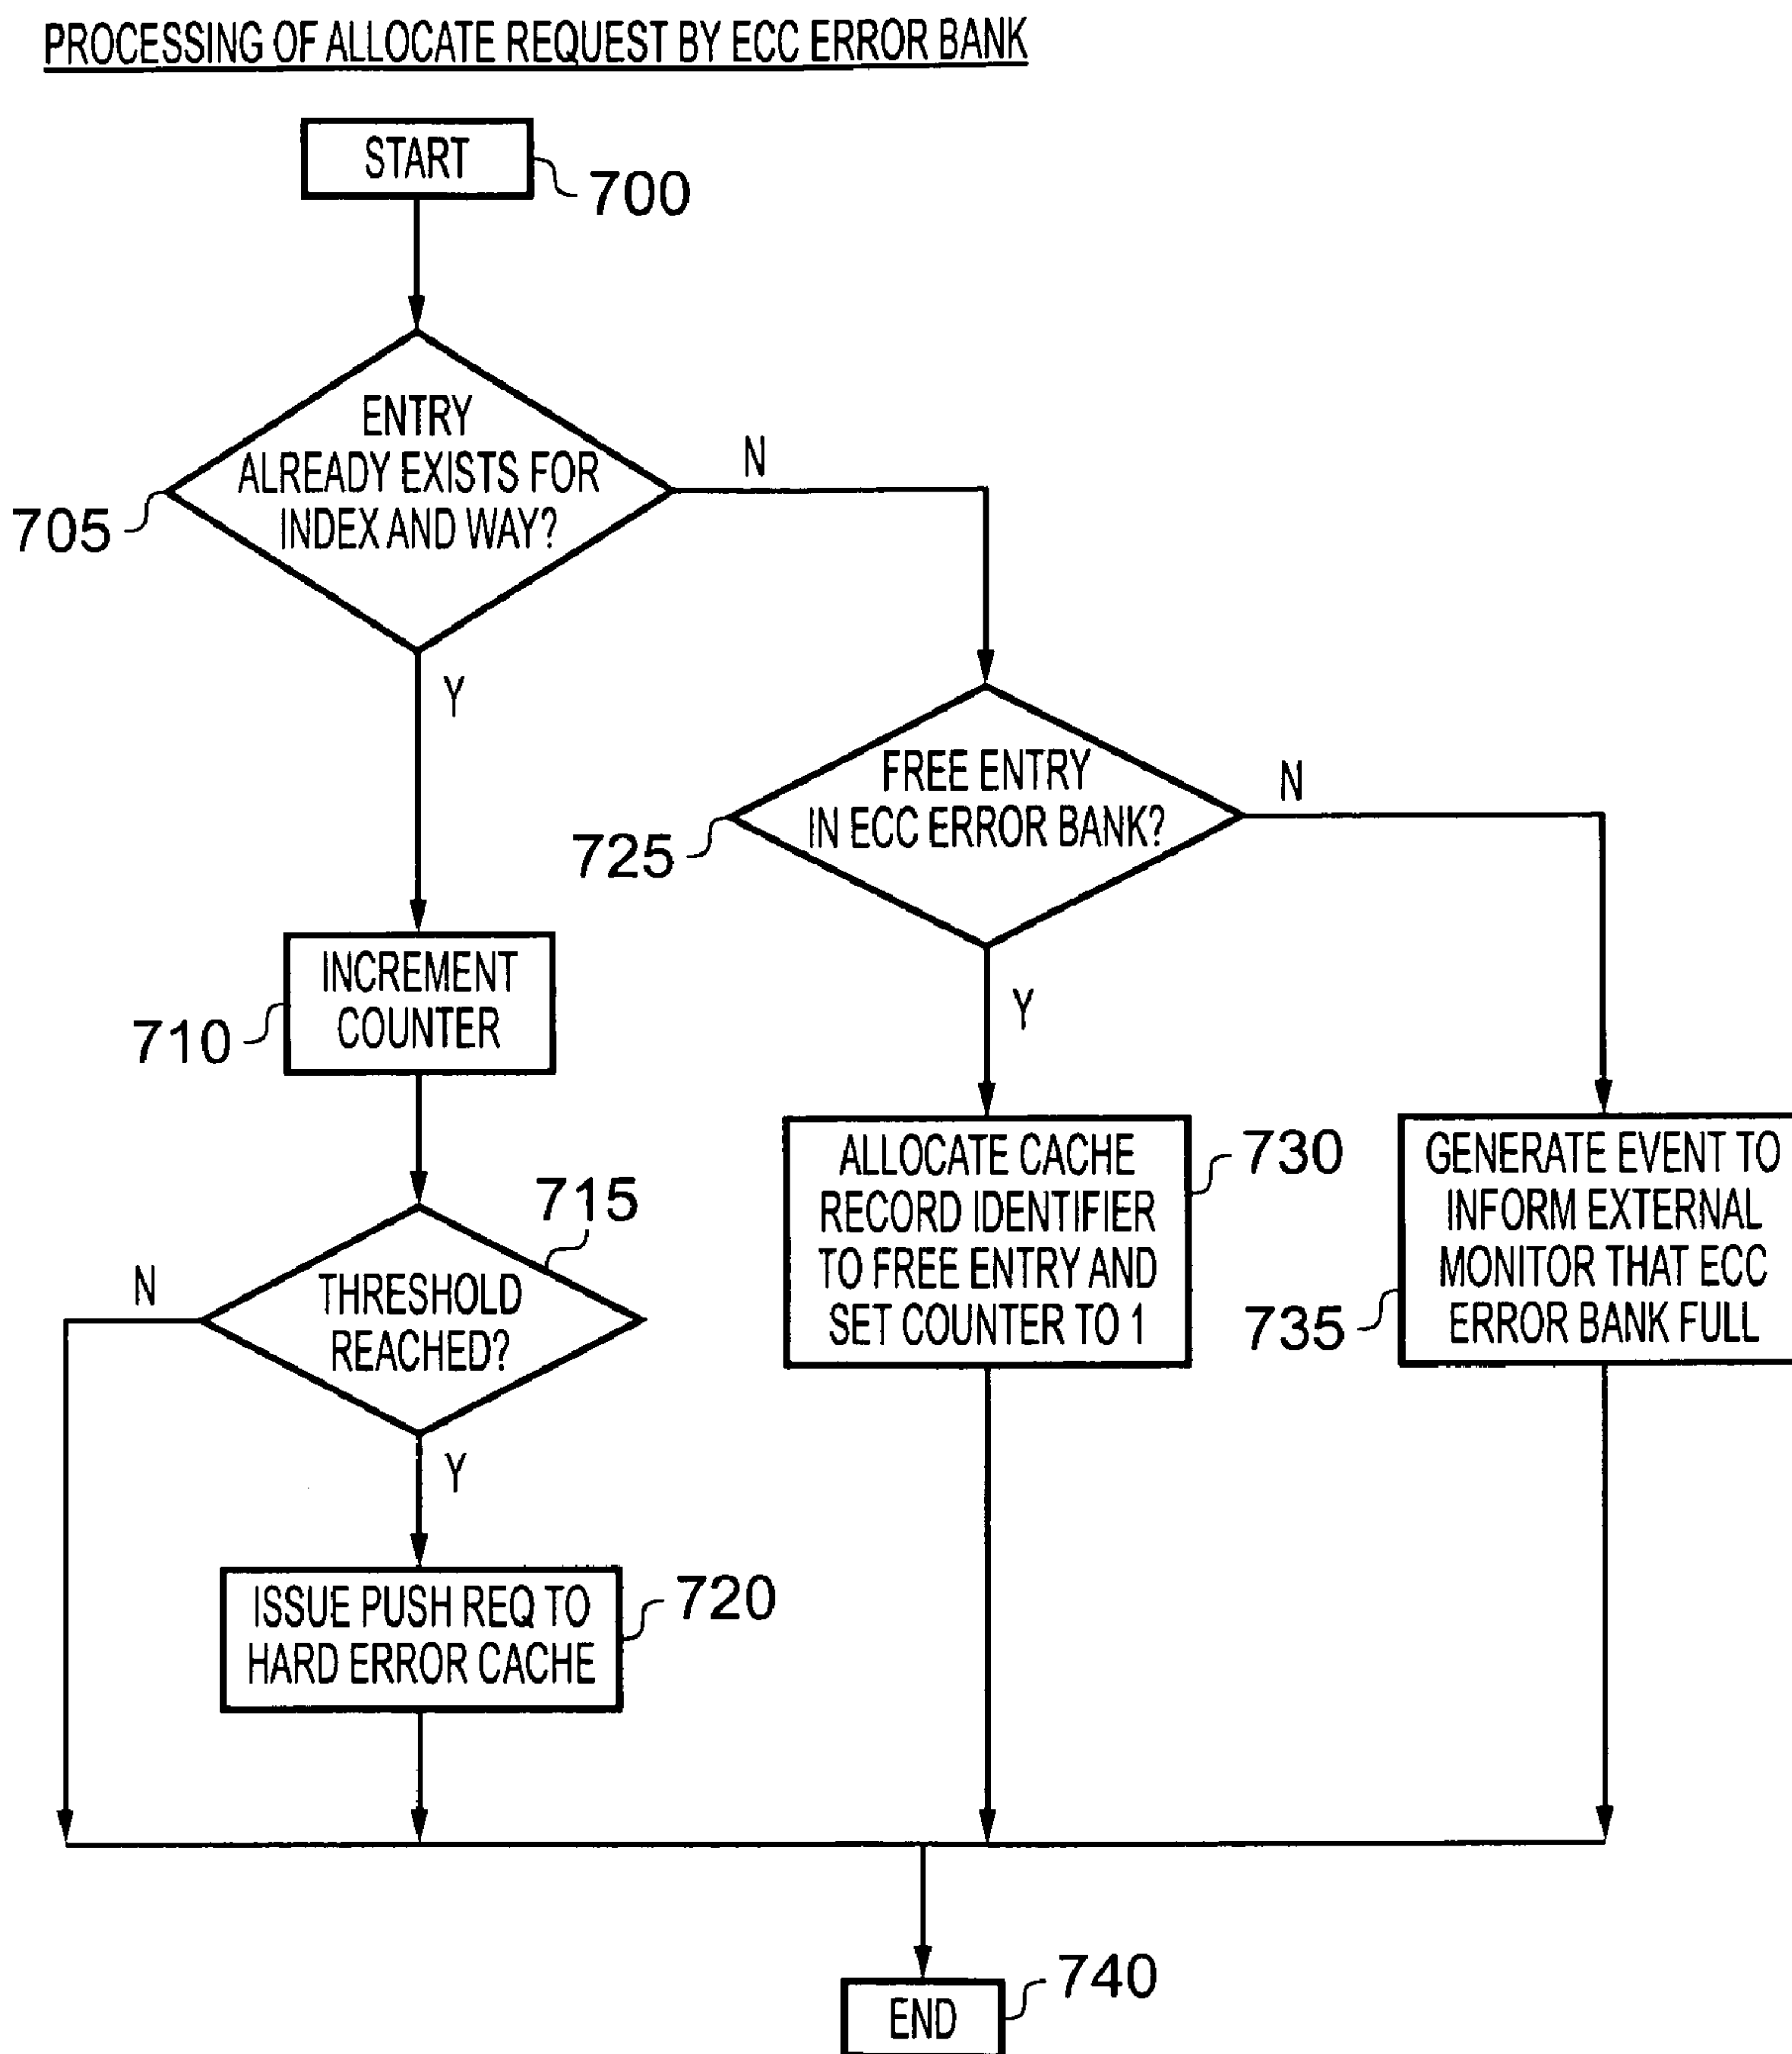 PROCESSING OF ALLOCATE REQUEST BY ECC ERROR BANK
START
700
ENTRY
ALREADY EXISTS FOR
INDEX AND WAY?
705
N
Y
FREE ENTRY
IN ECC ERROR BANK?
725
N
Y
INCREMENT
COUNTER
710
ALLOCATE CACHE
RECORD IDENTIFIER
TO FREE ENTRY AND
SET COUNTER TO 1
730
GENERATE EVENT TO
INFORM EXTERNAL
MONITOR THAT ECC
ERROR BANK FULL
735
715
THRESHOLD
REACHED?
N
Y
ISSUE PUSH REQ TO
HARD ERROR CACHE
720
END
740